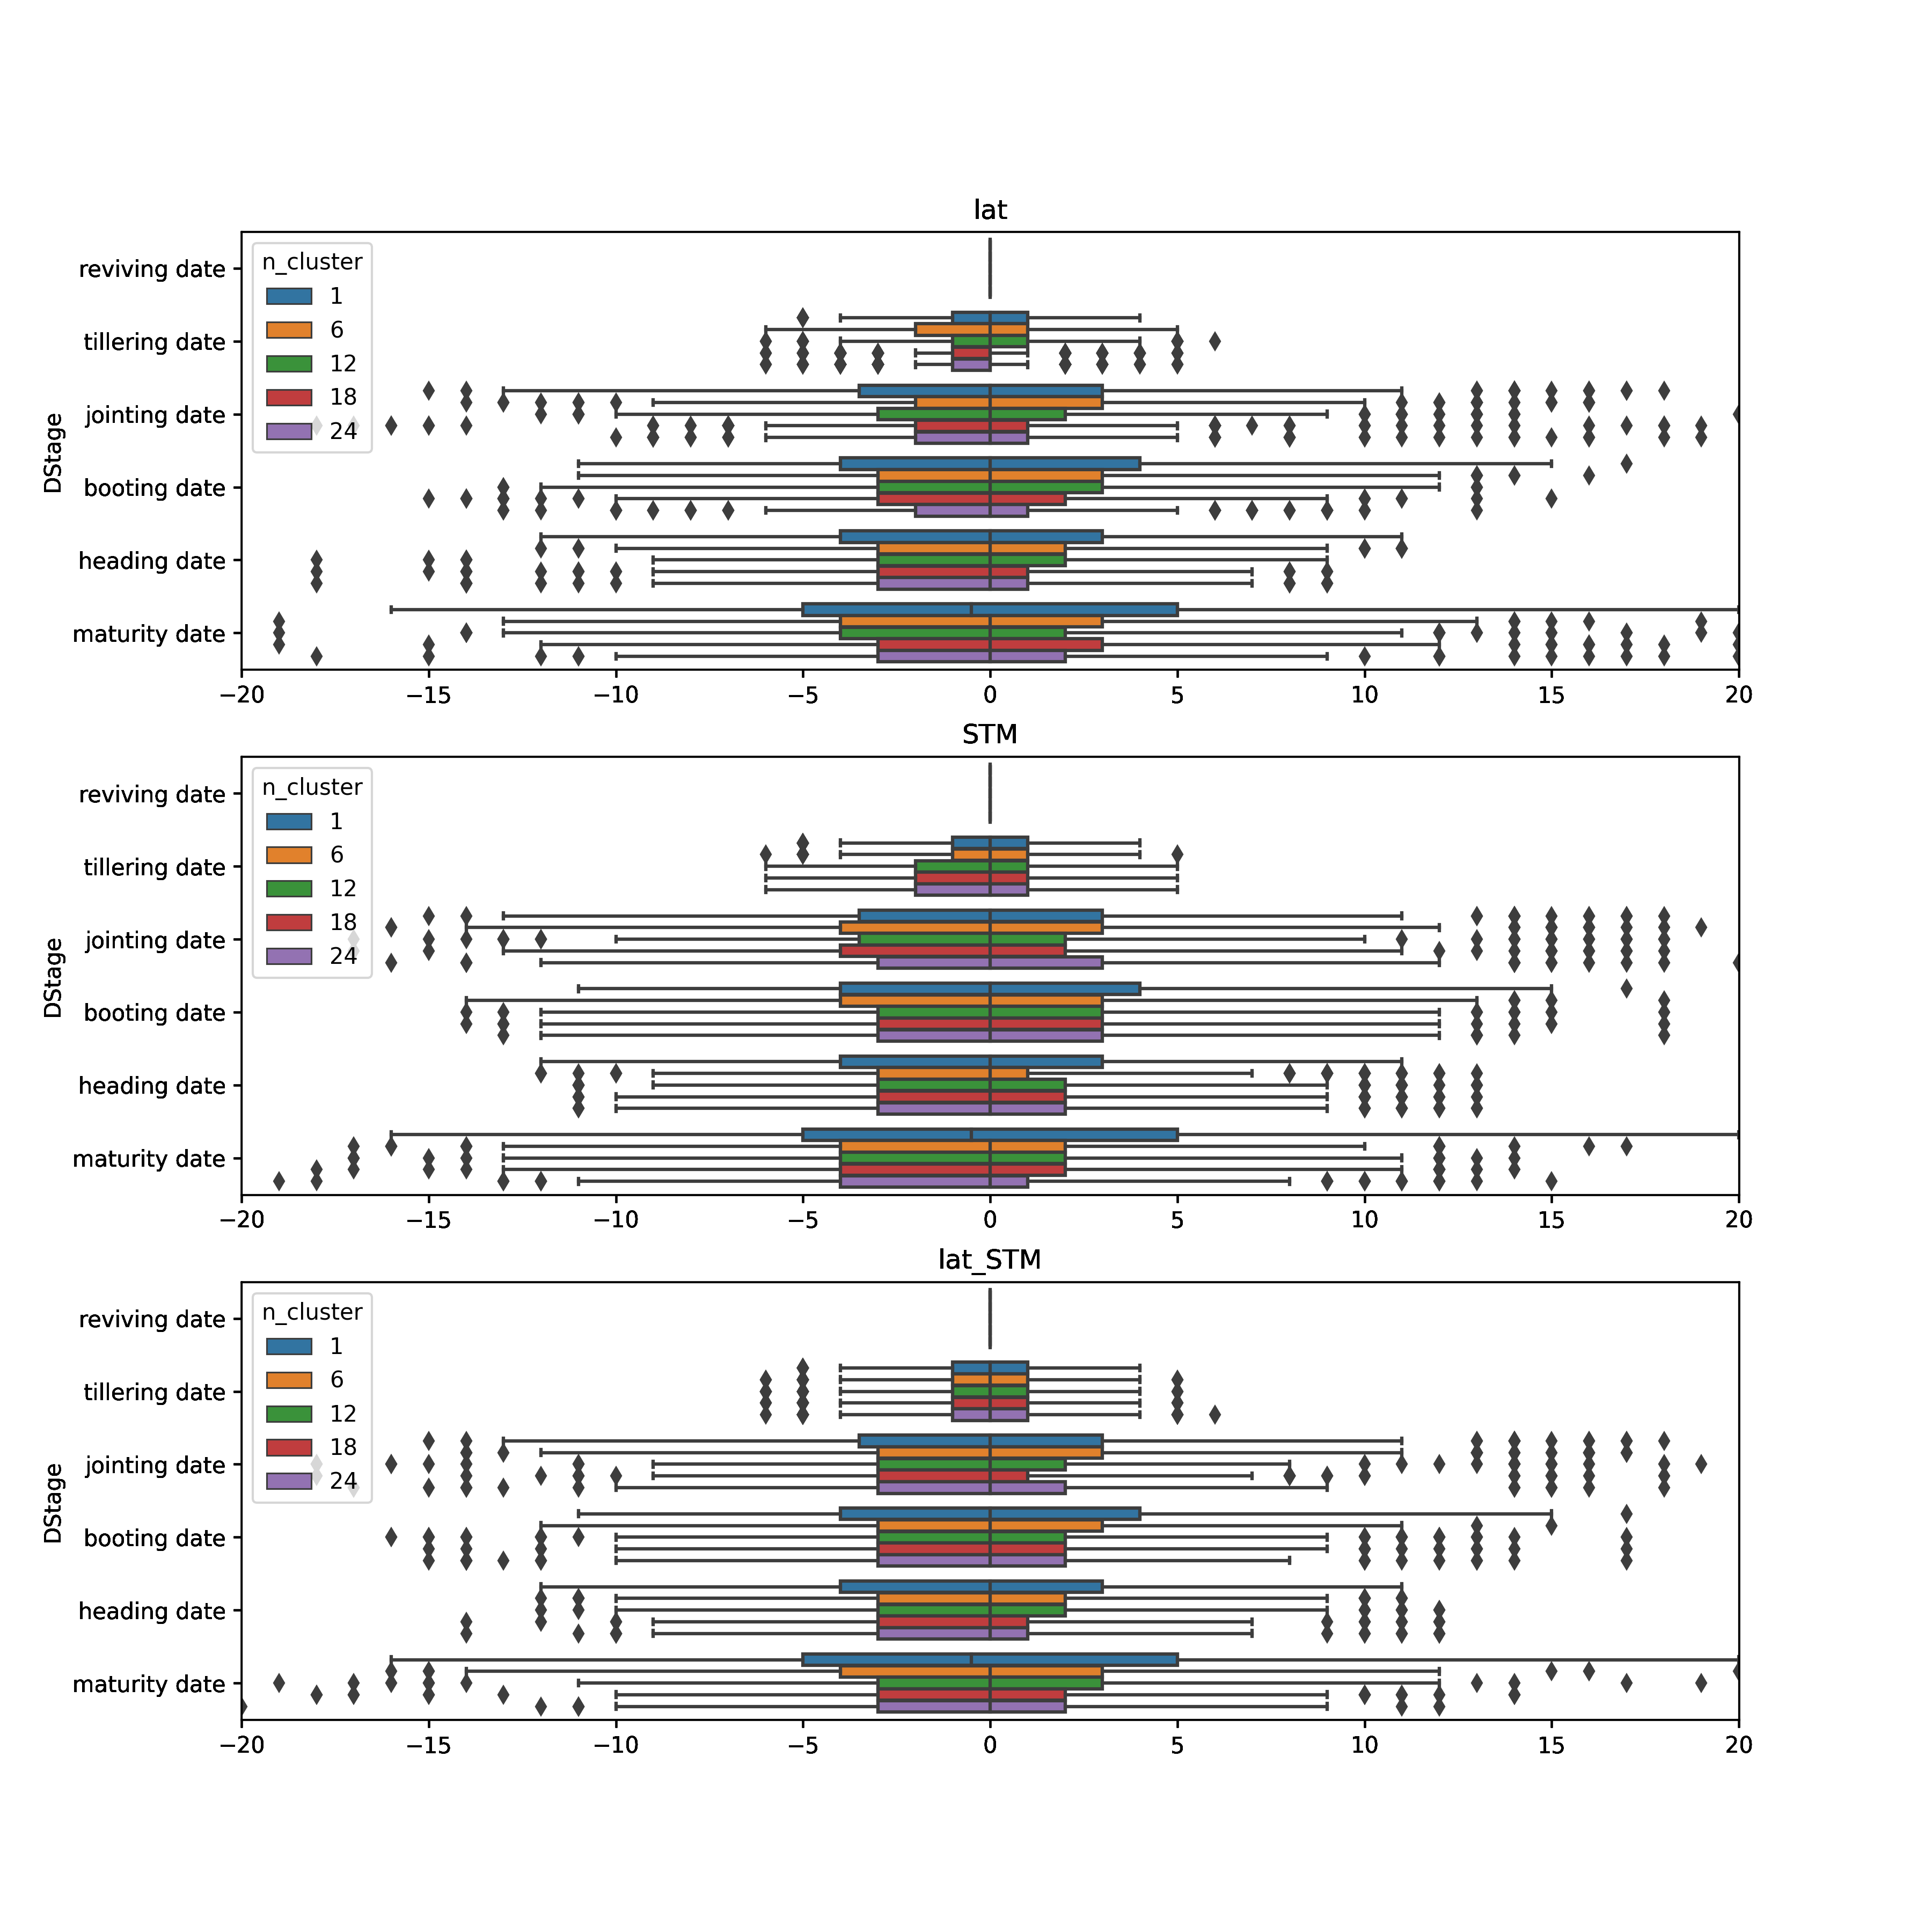 lat
n_cluster
1
6
12
18
24
DStage
reviving date
tillering date
jointing date
booting date
heading date
maturity date
−20 −15 −10 −5 0 5 10 15 20
STM
n_cluster
1
6
12
18
24
DStage
reviving date
tillering date
jointing date
booting date
heading date
maturity date
−20 −15 −10 −5 0 5 10 15 20
lat_STM
n_cluster
1
6
12
18
24
DStage
reviving date
tillering date
jointing date
booting date
heading date
maturity date
−20 −15 −10 −5 0 5 10 15 20